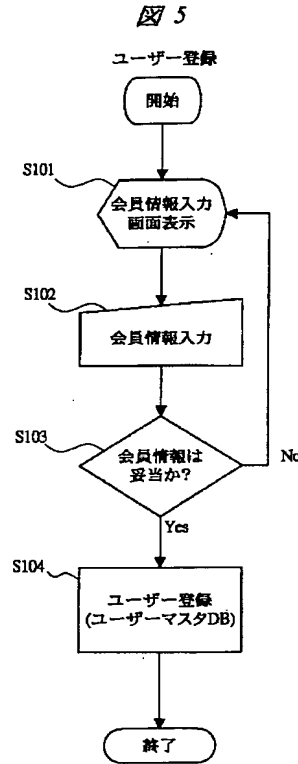 図 5
ユーザー登録
開始
S101
会員情報入力
画面表示
S102
会員情報入力
S103
会員情報は
妥当か?
No
Yes
S104
ユーザー登録
(ユーザーマスタDB)
終了